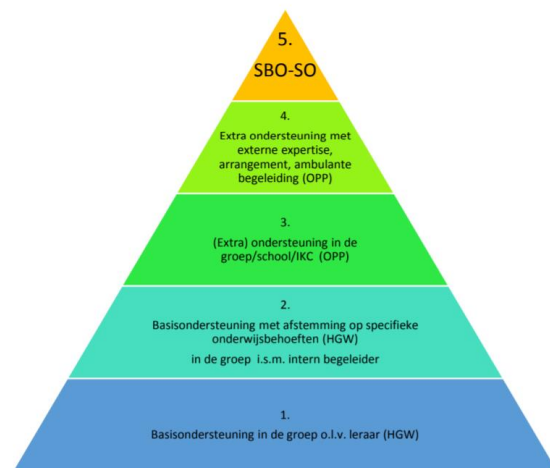 5.
SBO-SO
4.
Extra ondersteuning met
externe expertise,
arrangement, ambulante
begeleiding (OPP)
3.
(Extra) ondersteuning in de
groep/school/IKC (OPP)
2.
Basisondersteuning met afstemming op specifieke
onderwijsbehoeften (HGW)
in de groep i.s.m. intern begeleider
1.
Basisondersteuning in de groep o.l.v. leraar (HGW)